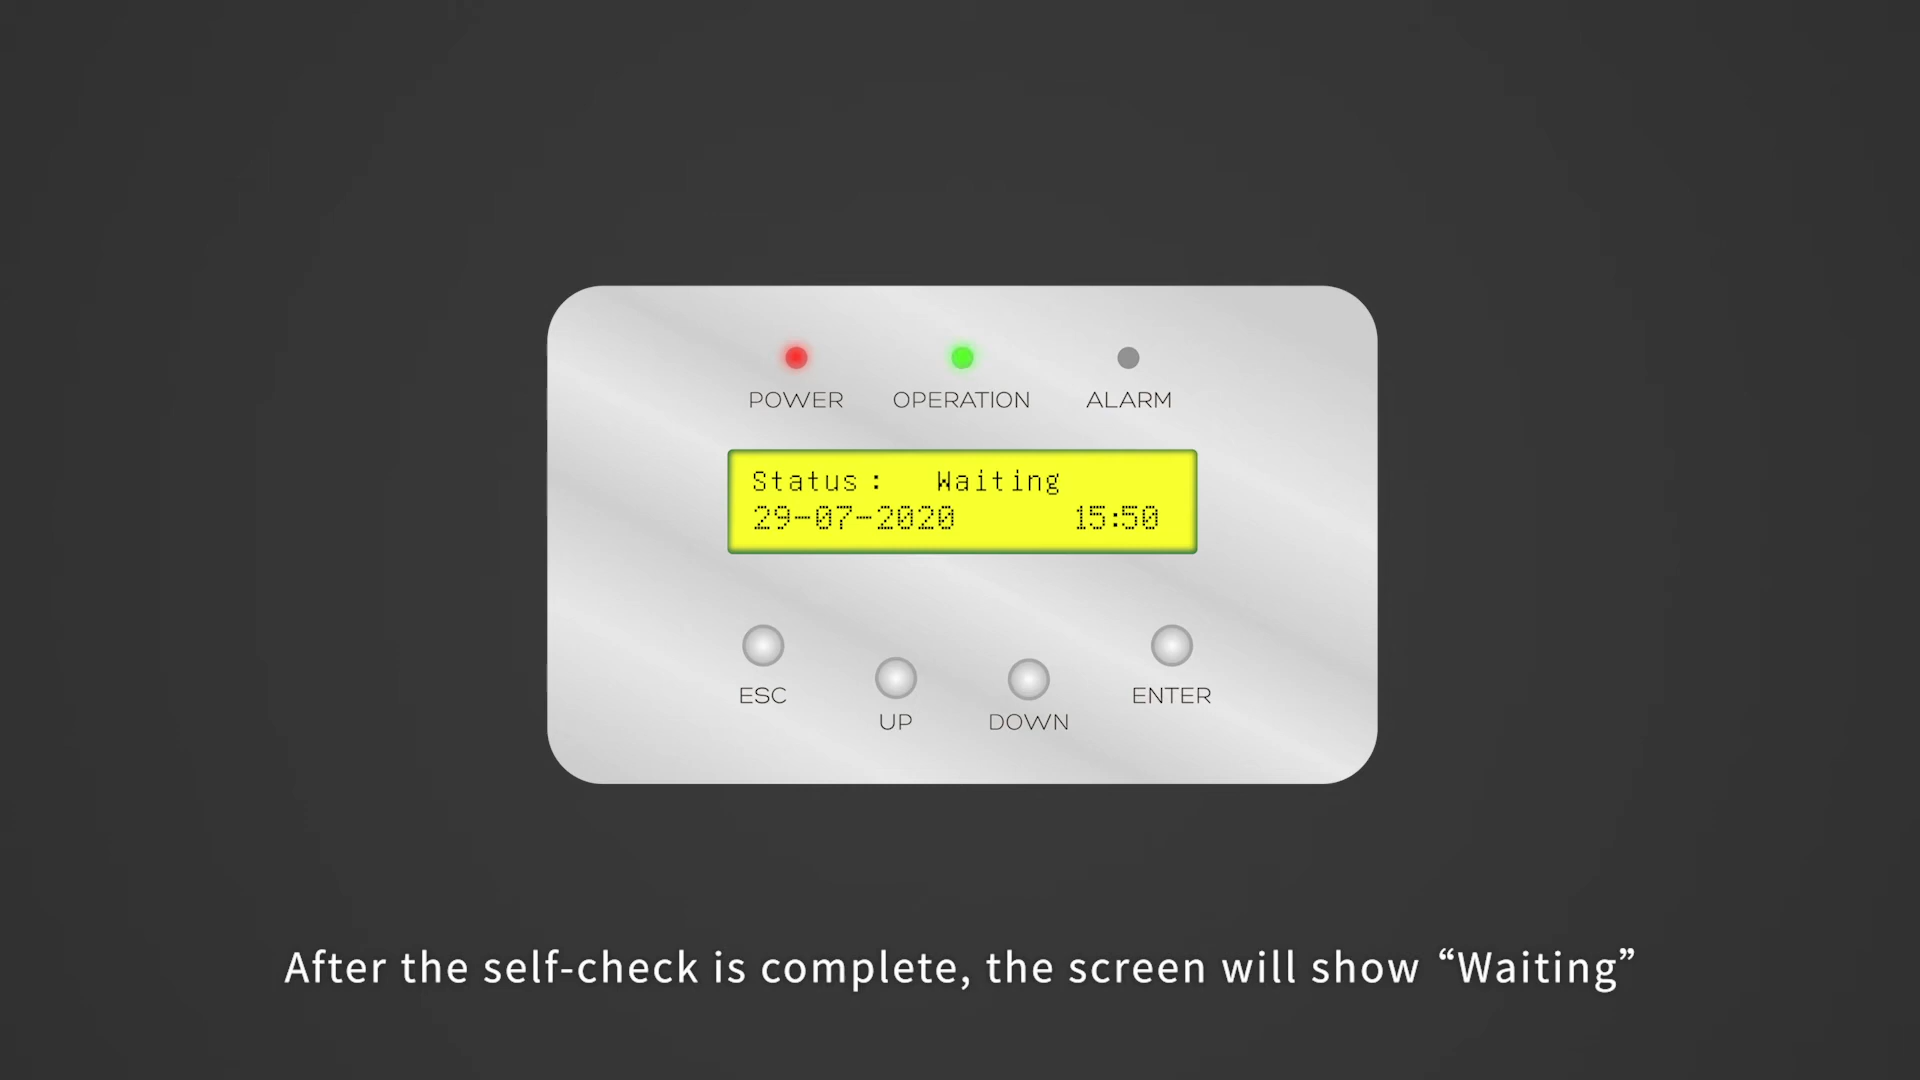 POWER OPERATION ALARM
Status: Waiting
29-07-2020 15:50
ESC UP DOWN ENTER
After the self-check is complete, the screen will show “Waiting”